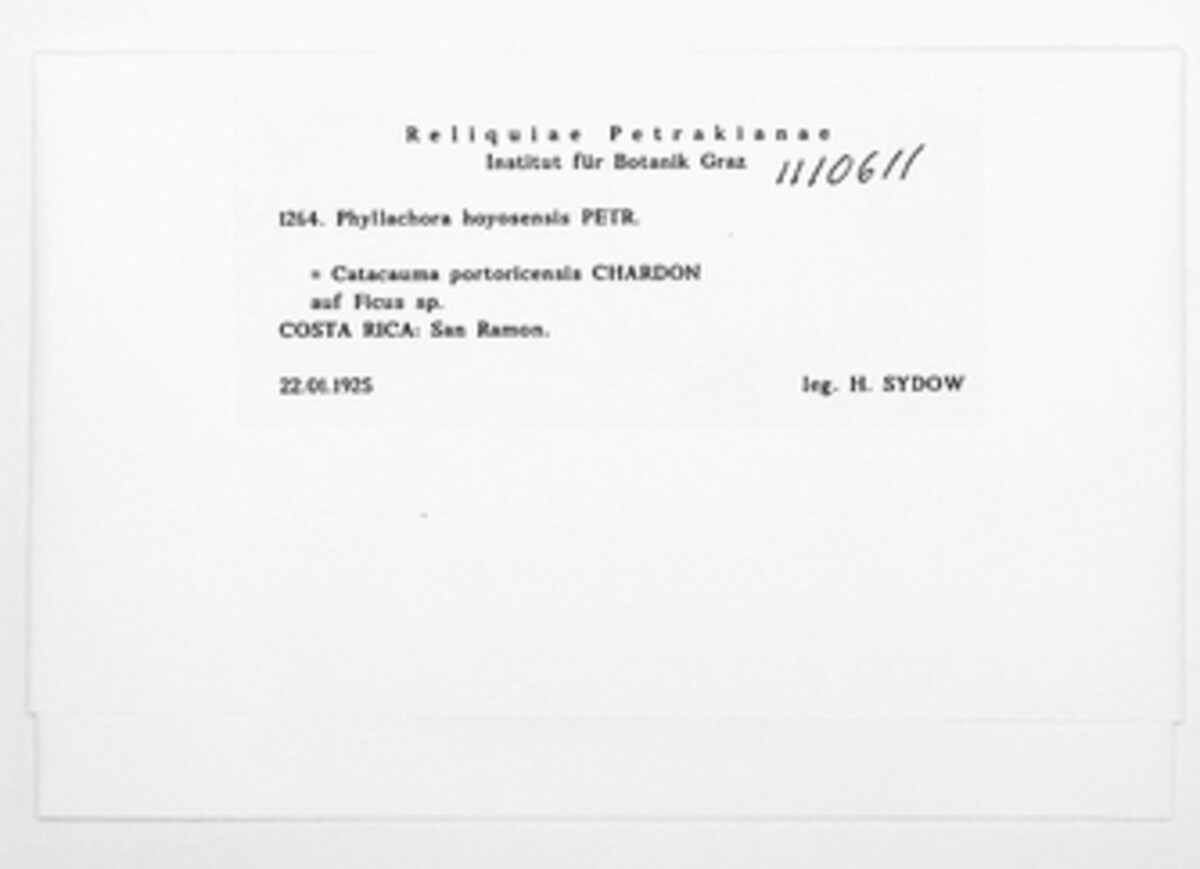 Reliquiae Petrakianae
Institut für Botanik Graz
1110611
1264. Phyllachora hoyosensis PETR.
= Catacauma portoricensis CHARDON
auf Ficus sp.
COSTA RICA: San Ramon.
22.01.1925 leg. H. SYDOW